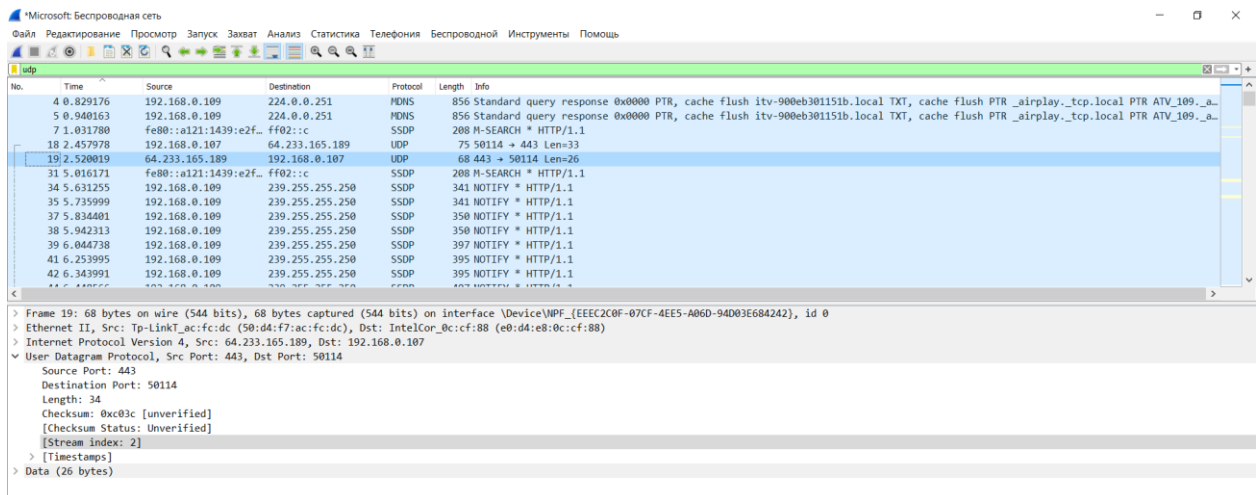 *Microsoft: Беспроводная сеть
Файл Редактирование Просмотр Запуск Захват Анализ Статистика Телефония Беспроводной Инструменты Помощь
udp
No. Time Source Destination Protocol Length Info
4 0.829176 192.168.0.109 224.0.0.251 MDNS 856 Standard query response 0x0000 PTR, cache flush itv-900eb301151b.local TXT, cache flush PTR _airplay._tcp.local PTR ATV_109._a…
5 0.940163 192.168.0.109 224.0.0.251 MDNS 856 Standard query response 0x0000 PTR, cache flush itv-900eb301151b.local TXT, cache flush PTR _airplay._tcp.local PTR ATV_109._a…
7 1.031780 fe80::a121:1439:e2f… ff02::c SSDP 208 M-SEARCH * HTTP/1.1
18 2.457978 192.168.0.107 64.233.165.189 UDP 75 50114 → 443 Len=33
19 2.520019 64.233.165.189 192.168.0.107 UDP 68 443 → 50114 Len=26
31 5.016171 fe80::a121:1439:e2f… ff02::c SSDP 208 M-SEARCH * HTTP/1.1
34 5.631255 192.168.0.109 239.255.255.250 SSDP 341 NOTIFY * HTTP/1.1
35 5.735999 192.168.0.109 239.255.255.250 SSDP 341 NOTIFY * HTTP/1.1
37 5.834401 192.168.0.109 239.255.255.250 SSDP 350 NOTIFY * HTTP/1.1
38 5.942313 192.168.0.109 239.255.255.250 SSDP 350 NOTIFY * HTTP/1.1
39 6.044738 192.168.0.109 239.255.255.250 SSDP 397 NOTIFY * HTTP/1.1
41 6.253995 192.168.0.109 239.255.255.250 SSDP 395 NOTIFY * HTTP/1.1
42 6.343991 192.168.0.109 239.255.255.250 SSDP 395 NOTIFY * HTTP/1.1
Frame 19: 68 bytes on wire (544 bits), 68 bytes captured (544 bits) on interface \Device\NPF_{EEEC2C0F-07CF-4EE5-A06D-94D03E684242}, id 0
Ethernet II, Src: Tp-LinkT_ac:fc:dc (50:d4:f7:ac:fc:dc), Dst: IntelCor_0c:cf:88 (e0:d4:e8:0c:cf:88)
Internet Protocol Version 4, Src: 64.233.165.189, Dst: 192.168.0.107
User Datagram Protocol, Src Port: 443, Dst Port: 50114
Source Port: 443
Destination Port: 50114
Length: 34
Checksum: 0xc03c [unverified]
[Checksum Status: Unverified]
[Stream index: 2]
[Timestamps]
Data (26 bytes)